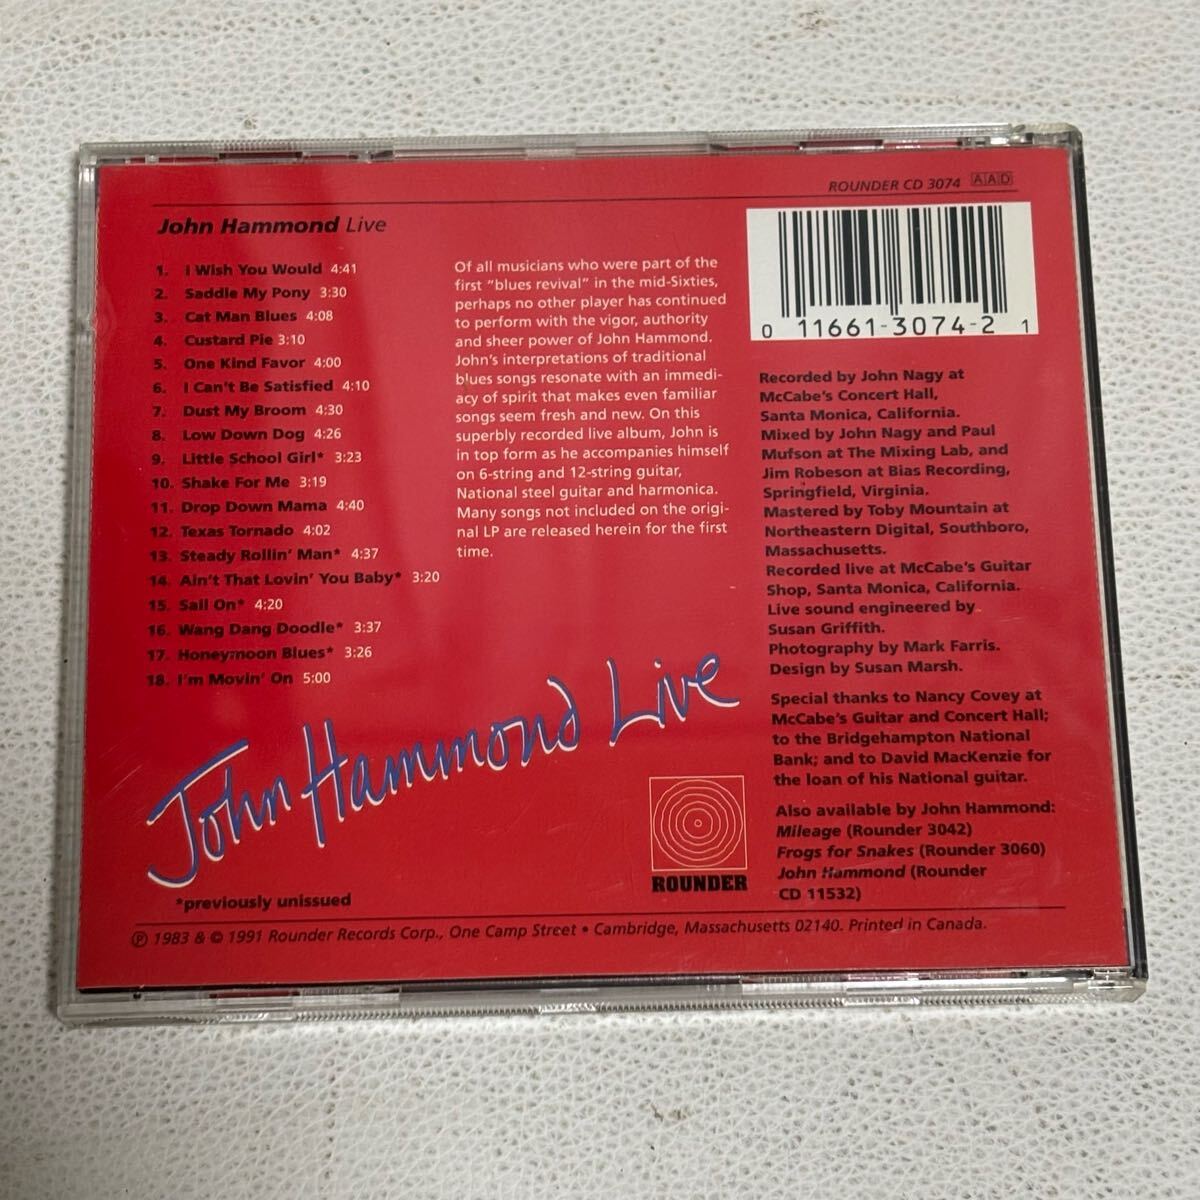 ROUNDER CD 3074 AAD
John Hammond Live
1. I Wish You Would 4:41
2. Saddle My Pony 3:30
3. Cat Man Blues 4:08
4. Custard Pie 3:10
5. One Kind Favor 4:00
6. I Can't Be Satisfied 4:10
7. Dust My Broom 4:30
8. Low Down Dog 4:26
9. Little School Girl* 3:23
10. Shake For Me 3:19
11. Drop Down Mama 4:40
12. Texas Tornado 4:02
13. Steady Rollin' Man* 4:37
14. Ain't That Lovin' You Baby* 3:20
15. Sail On* 4:20
16. Wang Dang Doodle* 3:37
17. Honeymoon Blues* 3:26
18. I'm Movin' On 5:00
Of all musicians who were part of the
first "blues revival" in the mid-Sixties,
perhaps no other player has continued
to perform with the vigor, authority
and sheer power of John Hammond.
John's interpretations of traditional
blues songs resonate with an immedi-
acy of spirit that makes even familiar
songs seem fresh and new. On this
superbly recorded live album, John is
in top form as he accompanies himself
on 6-string and 12-string guitar,
National steel guitar and harmonica.
Many songs not included on the origi-
nal LP are released herein for the first
time.
0 11661-3074-2 1
Recorded by John Nagy at
McCabe's Concert Hall,
Santa Monica, California.
Mixed by John Nagy and Paul
Mufson at The Mixing Lab, and
Jim Robeson at Bias Recording,
Springfield, Virginia.
Mastered by Toby Mountain at
Northeastern Digital, Southboro,
Massachusetts.
Recorded live at McCabe's Guitar
Shop, Santa Monica, California.
Live sound engineered by
Susan Griffith.
Photography by Mark Farris.
Design by Susan Marsh.
Special thanks to Nancy Covey at
McCabe's Guitar and Concert Hall;
to the Bridgehampton National
Bank; and to David MacKenzie for
the loan of his National guitar.
Also available by John Hammond:
Mileage (Rounder 3042)
Frogs for Snakes (Rounder 3060)
John Hammond (Rounder
CD 11532)
John Hammond Live
ROUNDER
*previously unissued
℗ 1983 & © 1991 Rounder Records Corp., One Camp Street • Cambridge, Massachusetts 02140. Printed in Canada.